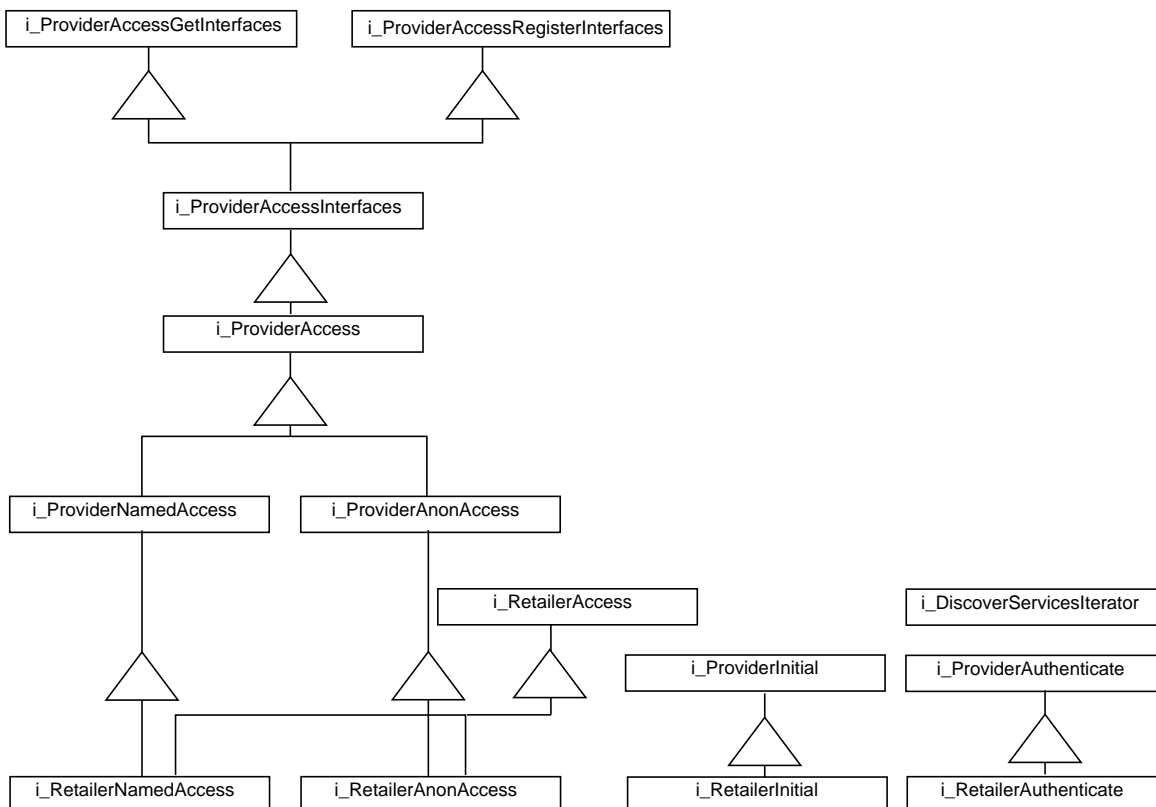 i_ProviderAccessGetInterfaces
i_ProviderAccessRegisterInterfaces
i_ProviderAccessInterfaces
i_ProviderAccess
i_ProviderNamedAccess
i_ProviderAnonAccess
i_RetailerAccess
i_DiscoverServicesIterator
i_ProviderInitial
i_ProviderAuthenticate
i_RetailerNamedAccess
i_RetailerAnonAccess
i_RetailerInitial
i_RetailerAuthenticate